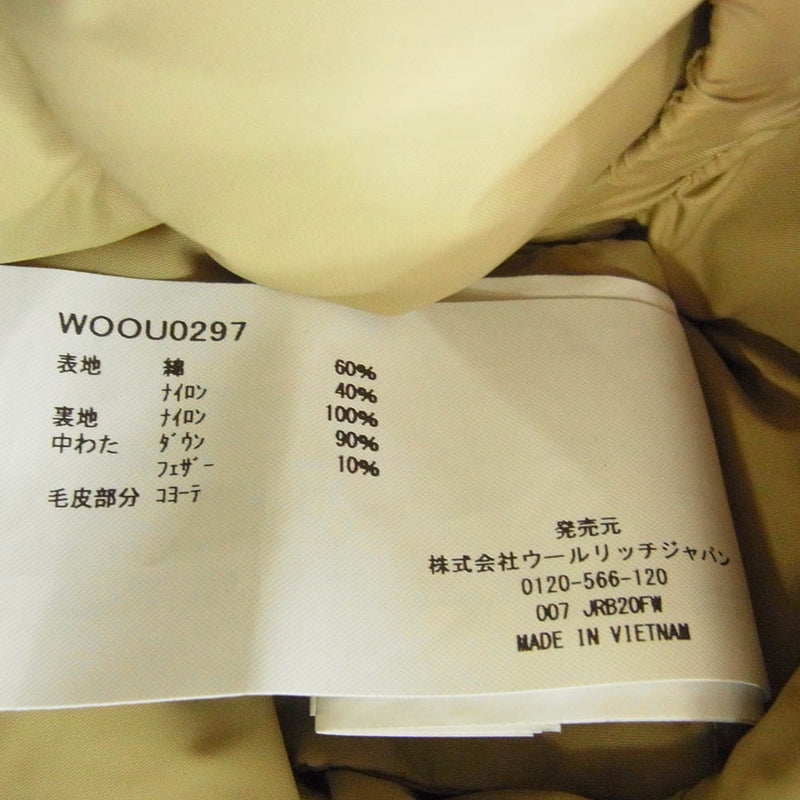 WOOU0297
表地 綿 60%
ナイロン 40%
裏地 ナイロン 100%
中わた ダウン 90%
フェザー 10%
毛皮部分 コヨーテ
発売元
株式会社ウールリッチジャパン
0120-566-120
007 JRB20FW
MADE IN VIETNAM